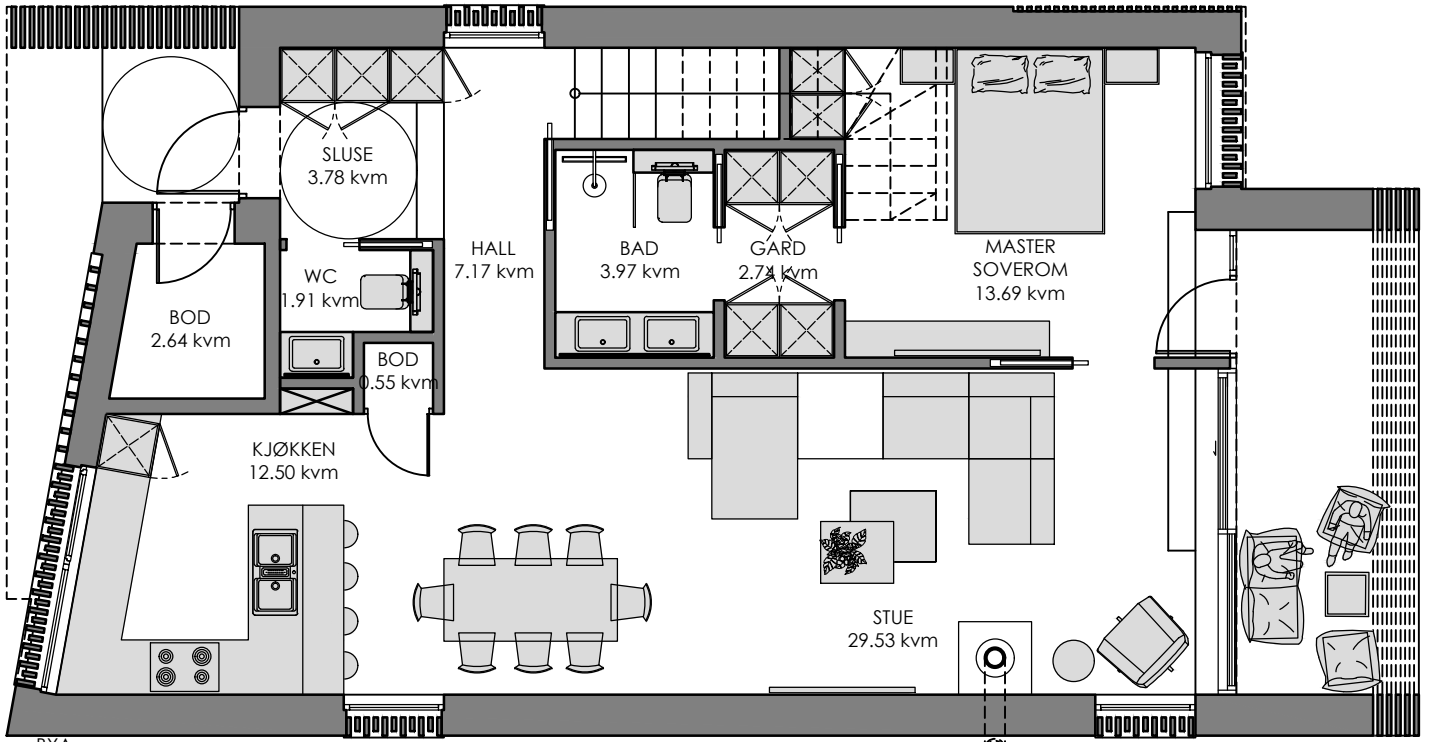 SLUSE
3.78 kvm
HALL
7.17 kvm
BAD
3.97 kvm
GARD
2.74 kvm
MASTER
SOVEROM
13.69 kvm
WC
1.91 kvm
BOD
2.64 kvm
BOD
0.55 kvm
KJØKKEN
12.50 kvm
STUE
29.53 kvm